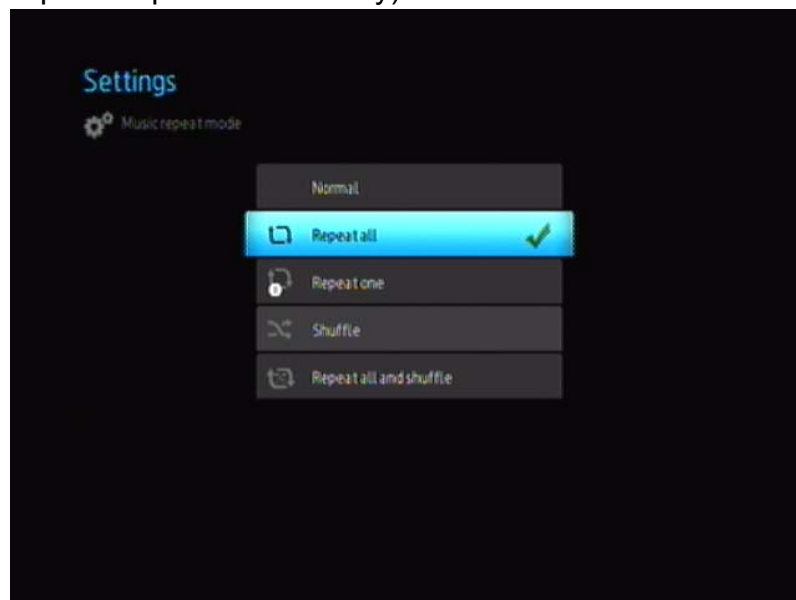 Settings
Music repeat mode
Normal
Repeat all
Repeat one
Shuffle
Repeat all and shuffle